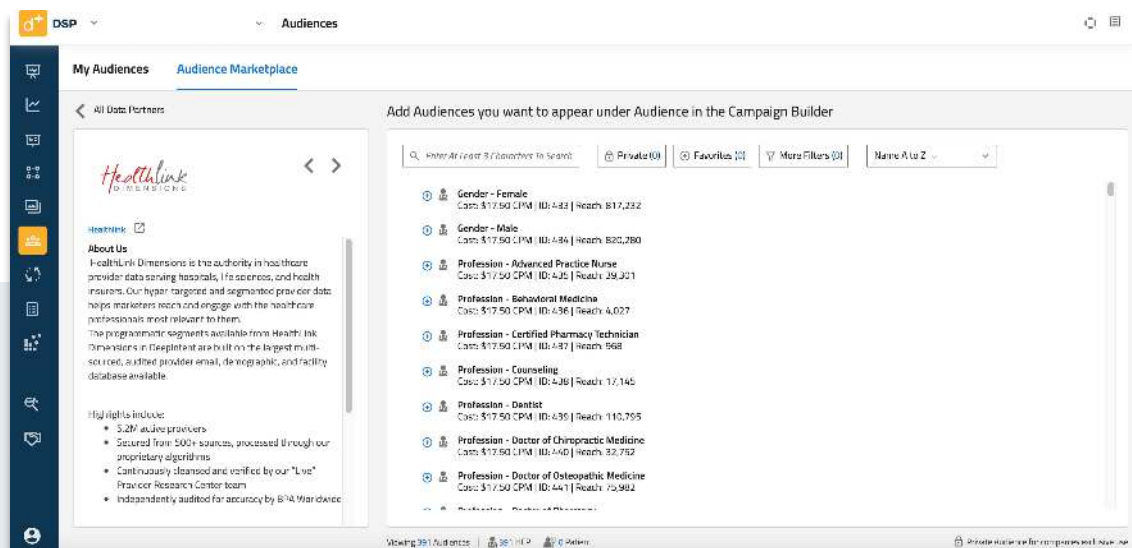 d+ DSP
Audiences
My Audiences
Audience Marketplace
All Data Partners
Add Audiences you want to appear under Audience in the Campaign Builder
Healthlink
DIMENSIONS
Healthlink
About Us
HealthLink Dimensions is the authority in healthcare
provider data serving hospitals, life sciences, and health
insurers. Our hyper-targeted and segmented provider data
helps marketers reach and engage with the healthcare
professionals most relevant to them.
The programmatic segments available from HealthLink
Dimensions in DeepIntent are built on the largest multi-
sourced, audited provider email, demographic, and facility
database available.
Highlights include:
• 5.2M active providers
• Secured from 500+ sources, processed through our
proprietary algorithms
• Continuously cleansed and verified by our "Live"
Provider Research Center team
• Independently audited for accuracy by BPA Worldwide
Enter At Least 3 Characters To Search
Private (0)
Favorites (0)
More Filters (0)
Name A to Z
Gender - Female
Cost: $17.50 CPM | ID: 433 | Reach: 817,232
Gender - Male
Cost: $17.50 CPM | ID: 434 | Reach: 820,280
Profession - Advanced Practice Nurse
Cost: $17.50 CPM | ID: 435 | Reach: 29,301
Profession - Behavioral Medicine
Cost: $17.50 CPM | ID: 436 | Reach: 4,027
Profession - Certified Pharmacy Technician
Cost: $17.50 CPM | ID: 437 | Reach: 968
Profession - Counseling
Cost: $17.50 CPM | ID: 438 | Reach: 17,145
Profession - Dentist
Cost: $17.50 CPM | ID: 439 | Reach: 110,795
Profession - Doctor of Chiropractic Medicine
Cost: $17.50 CPM | ID: 440 | Reach: 32,752
Profession - Doctor of Osteopathic Medicine
Cost: $17.50 CPM | ID: 441 | Reach: 75,982
Viewing 391 Audiences | 391 HCP 0 Patient
Private Audience for companies exclusive use